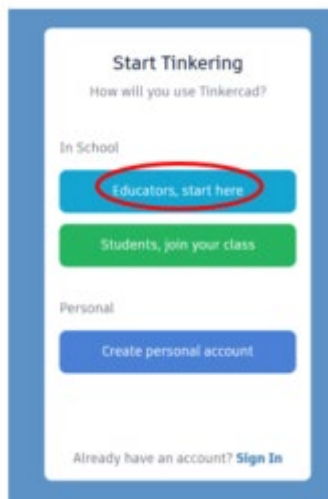 Start Tinkering
How will you use Tinkercad?
In School
Educators, start here
Students, join your class
Personal
Create personal account
Already have an account? Sign In